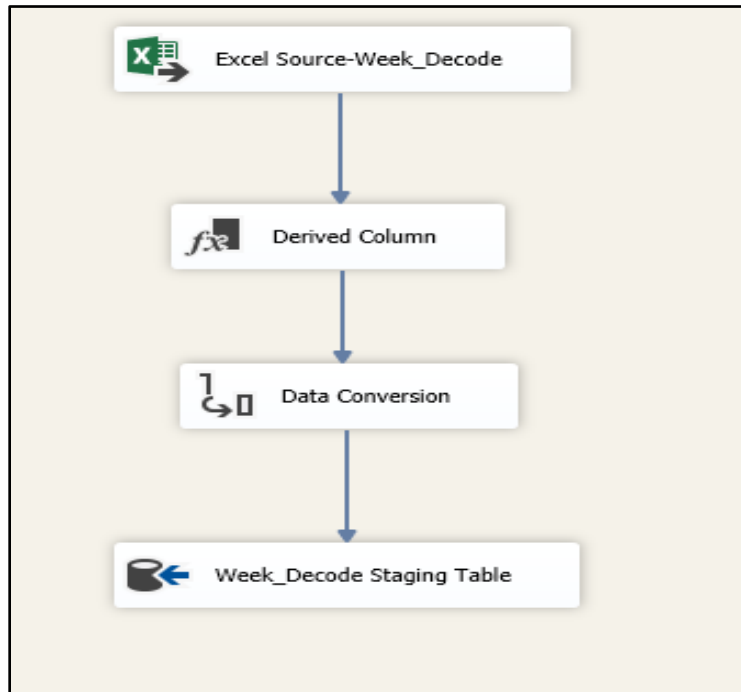 Excel Source-Week_Decode
Derived Column
Data Conversion
Week_Decode Staging Table